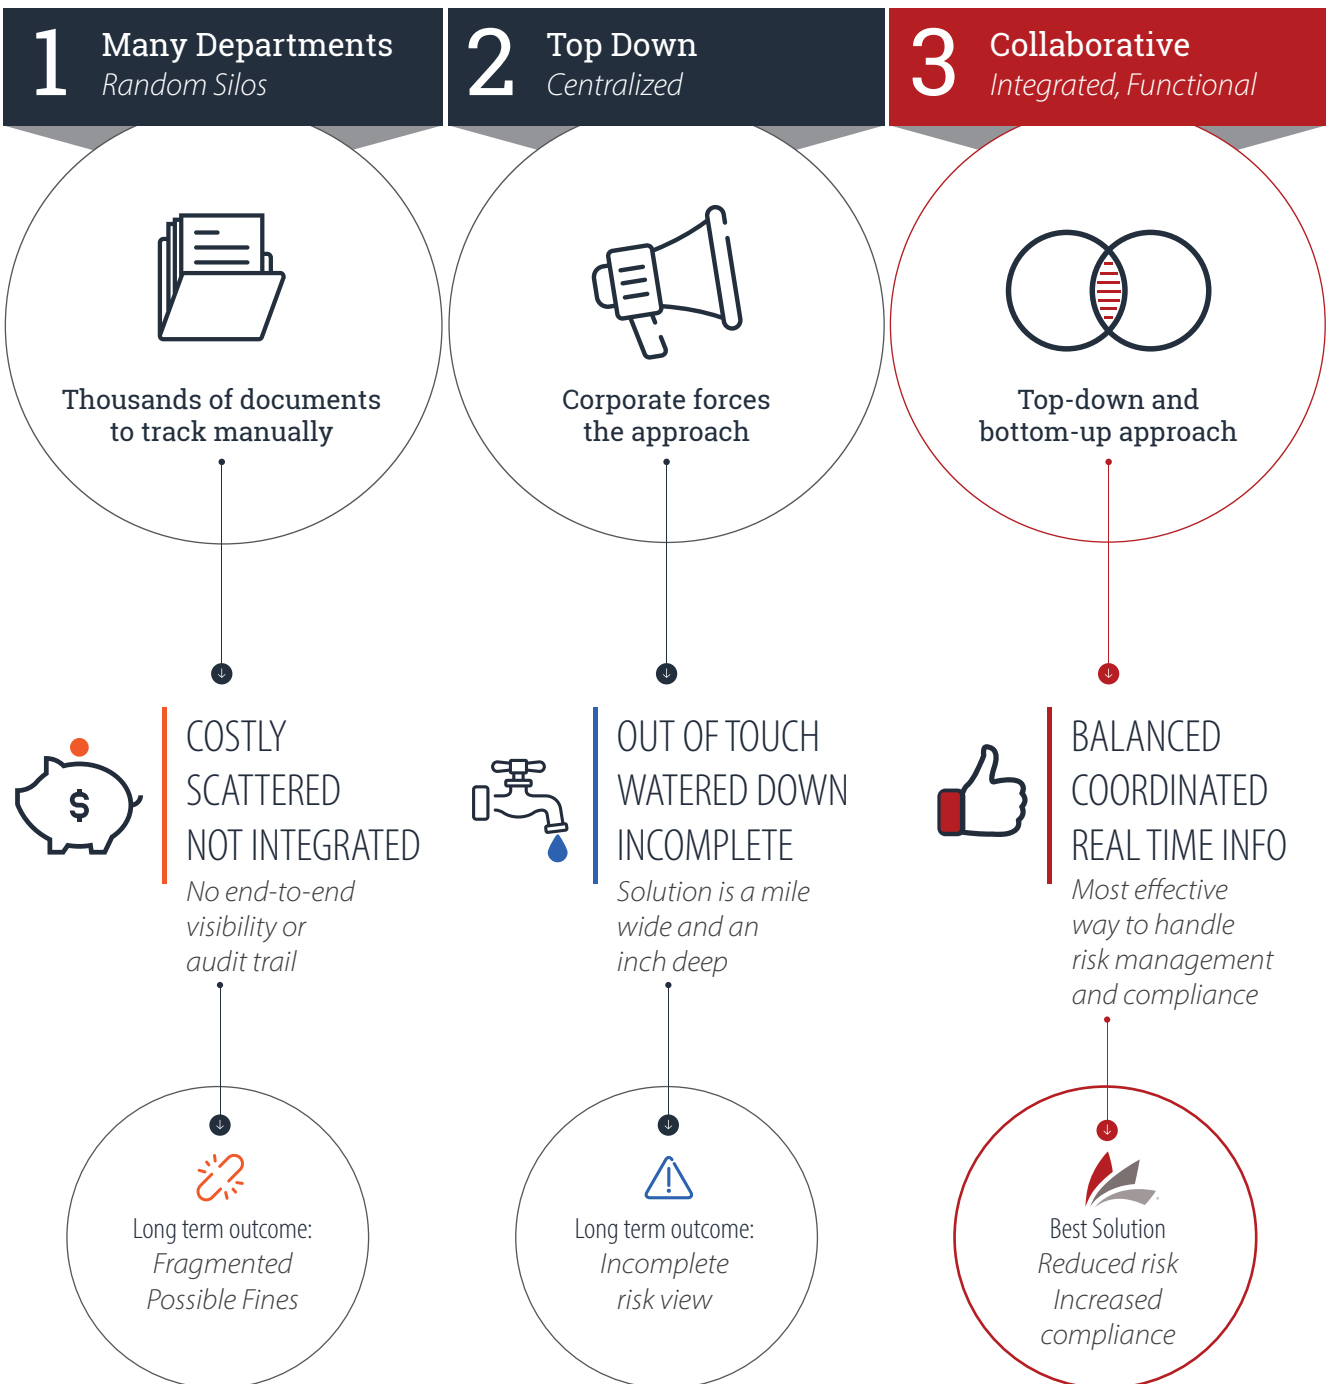 1
Many Departments
Random Silos
Thousands of documents
to track manually
$
COSTLY
SCATTERED
NOT INTEGRATED
No end-to-end
visibility or
audit trail
Long term outcome:
Fragmented
Possible Fines
2
Top Down
Centralized
Corporate forces
the approach
OUT OF TOUCH
WATERED DOWN
INCOMPLETE
Solution is a mile
wide and an
inch deep
Long term outcome:
Incomplete
risk view
3
Collaborative
Integrated, Functional
Top-down and
bottom-up approach
BALANCED
COORDINATED
REAL TIME INFO
Most effective
way to handle
risk management
and compliance
Best Solution
Reduced risk
Increased
compliance